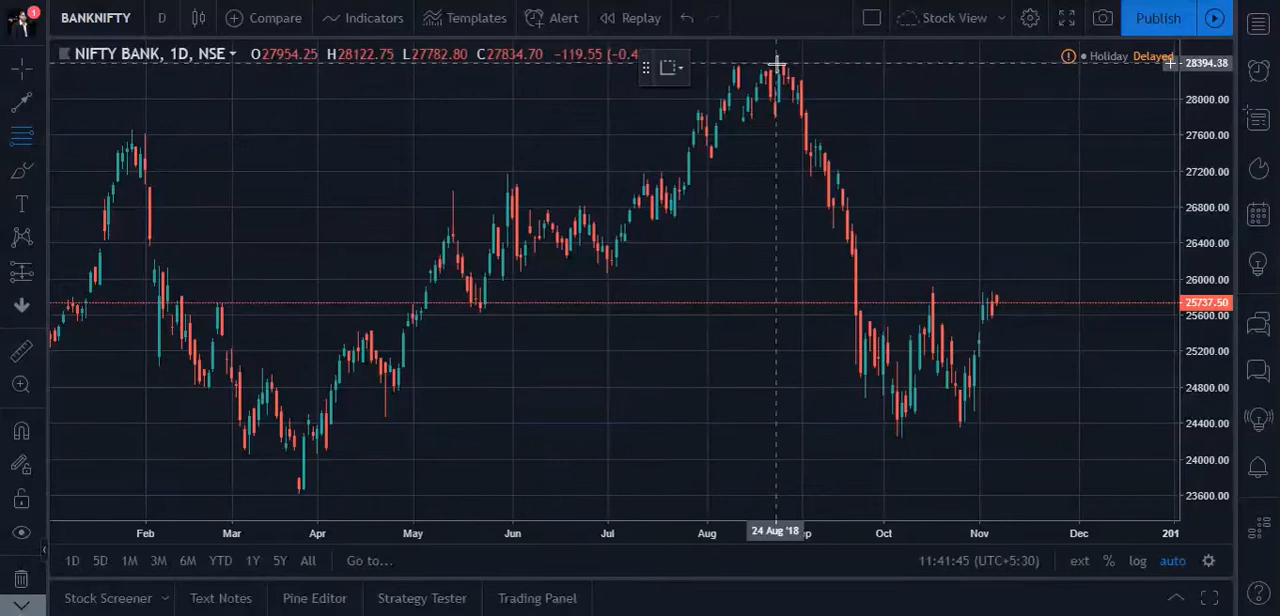 1
BANKNIFTY D Compare Indicators Templates Alert Replay Stock View Publish
NIFTY BANK, 1D, NSE O27954.25 H28122.75 L27782.80 C27834.70 −119.55 (−0.4
Holiday Delayed
28394.38
28000.00
27600.00
27200.00
26800.00
26400.00
26000.00
25737.50
25600.00
25200.00
24800.00
24400.00
24000.00
23600.00
Feb Mar Apr May Jun Jul Aug 24 Aug '18 ep Oct Nov Dec 201
1D 5D 1M 3M 6M YTD 1Y 5Y All Go to... 11:41:45 (UTC+5:30) ext % log auto
Stock Screener Text Notes Pine Editor Strategy Tester Trading Panel